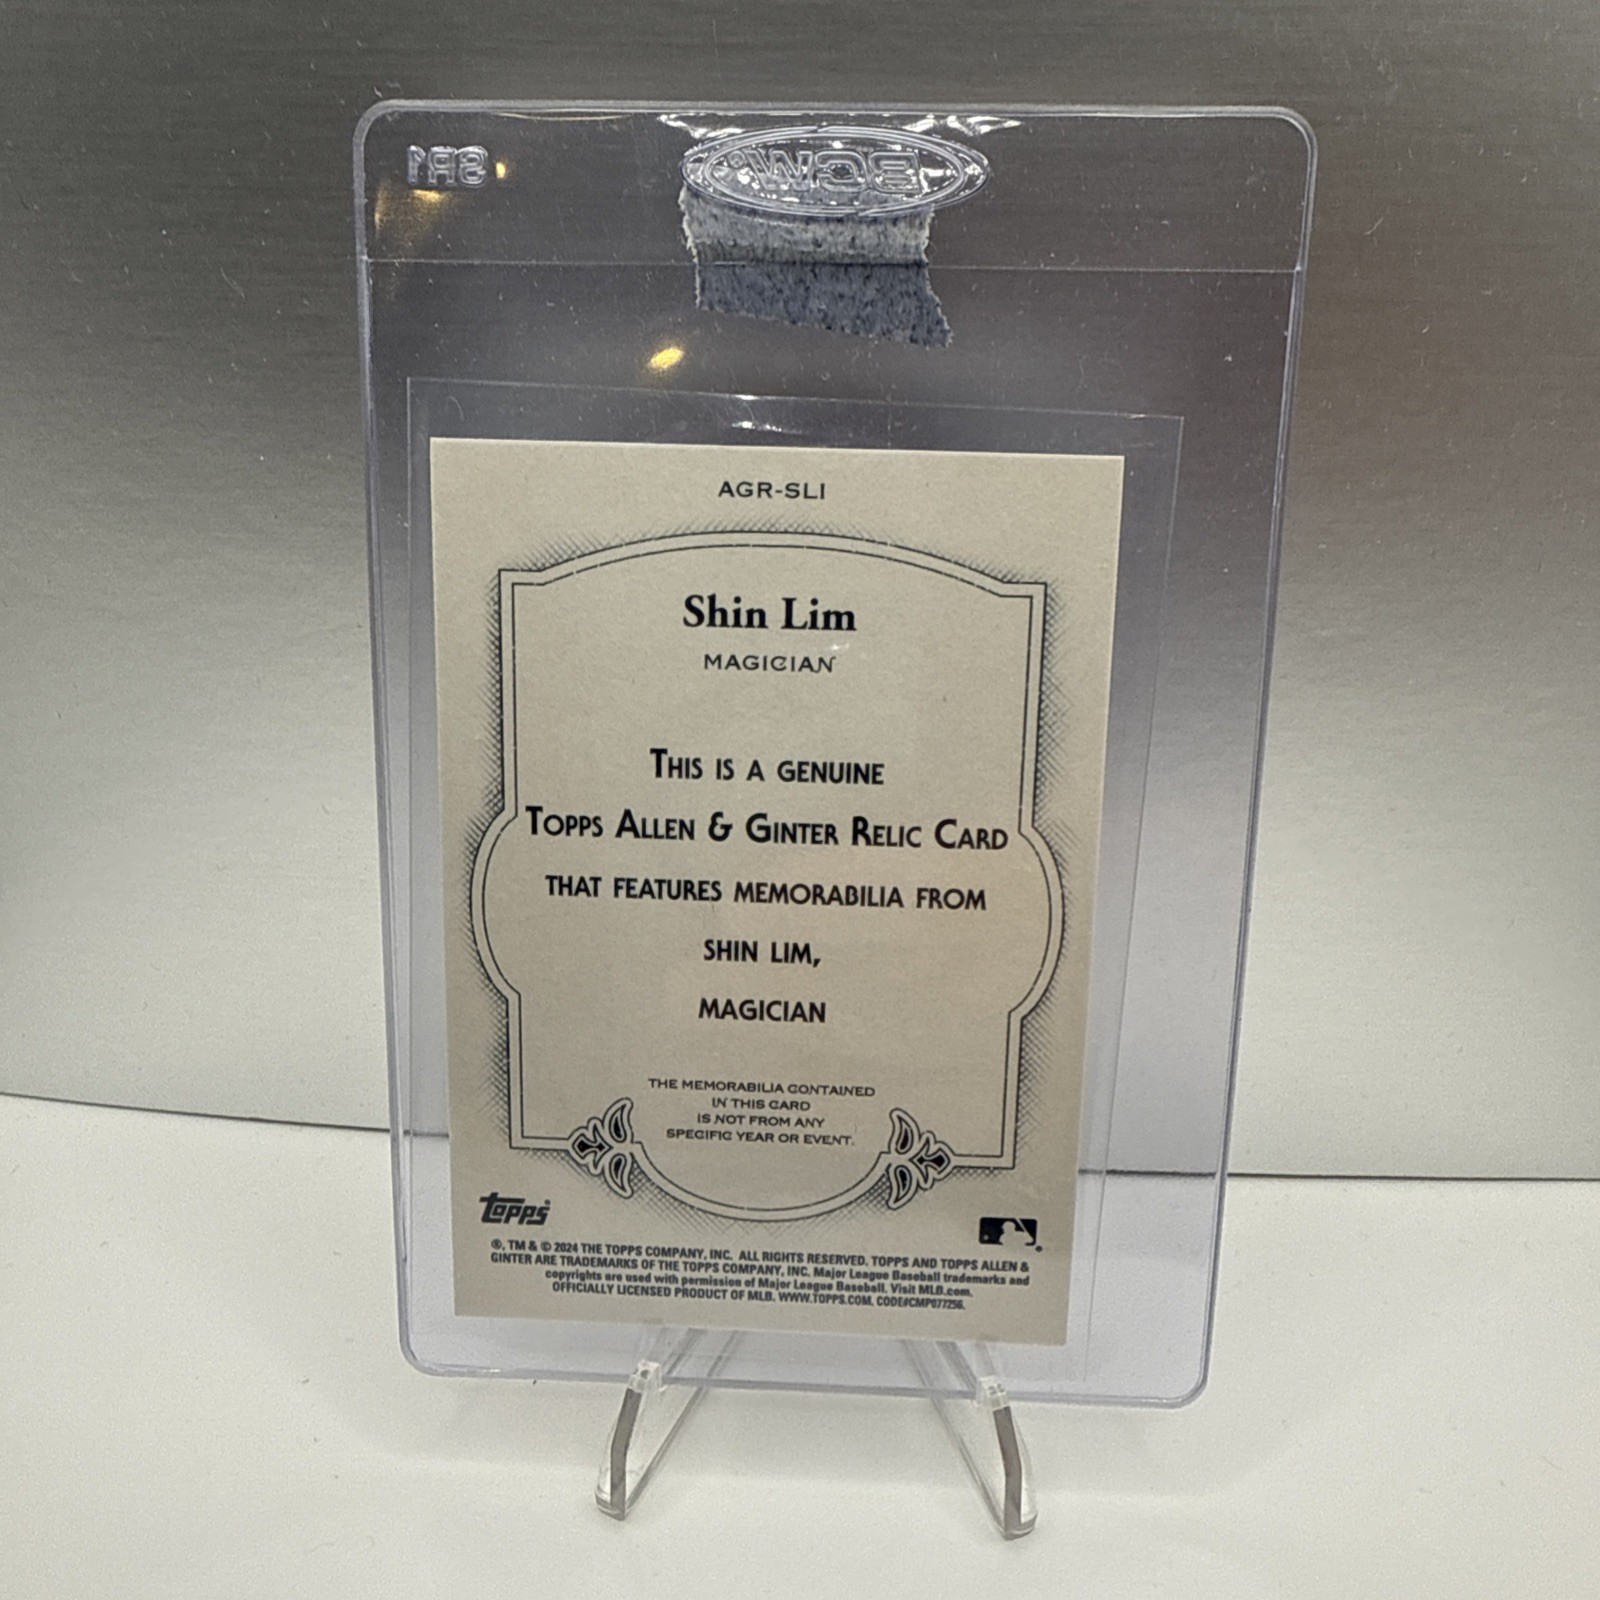 SR1
BCW®
AGR-SLI
Shin Lim
MAGICIAN
THIS IS A GENUINE
TOPPS ALLEN & GINTER RELIC CARD
THAT FEATURES MEMORABILIA FROM
SHIN LIM,
MAGICIAN
THE MEMORABILIA CONTAINED
IN THIS CARD
IS NOT FROM ANY
SPECIFIC YEAR OR EVENT.
topps®
®, TM & © 2024 THE TOPPS COMPANY, INC. ALL RIGHTS RESERVED. TOPPS AND TOPPS ALLEN &
GINTER ARE TRADEMARKS OF THE TOPPS COMPANY, INC. Major League Baseball trademarks and
copyrights are used with permission of Major League Baseball. Visit MLB.com.
OFFICIALLY LICENSED PRODUCT OF MLB. WWW.TOPPS.COM. CODE#CMP077256.